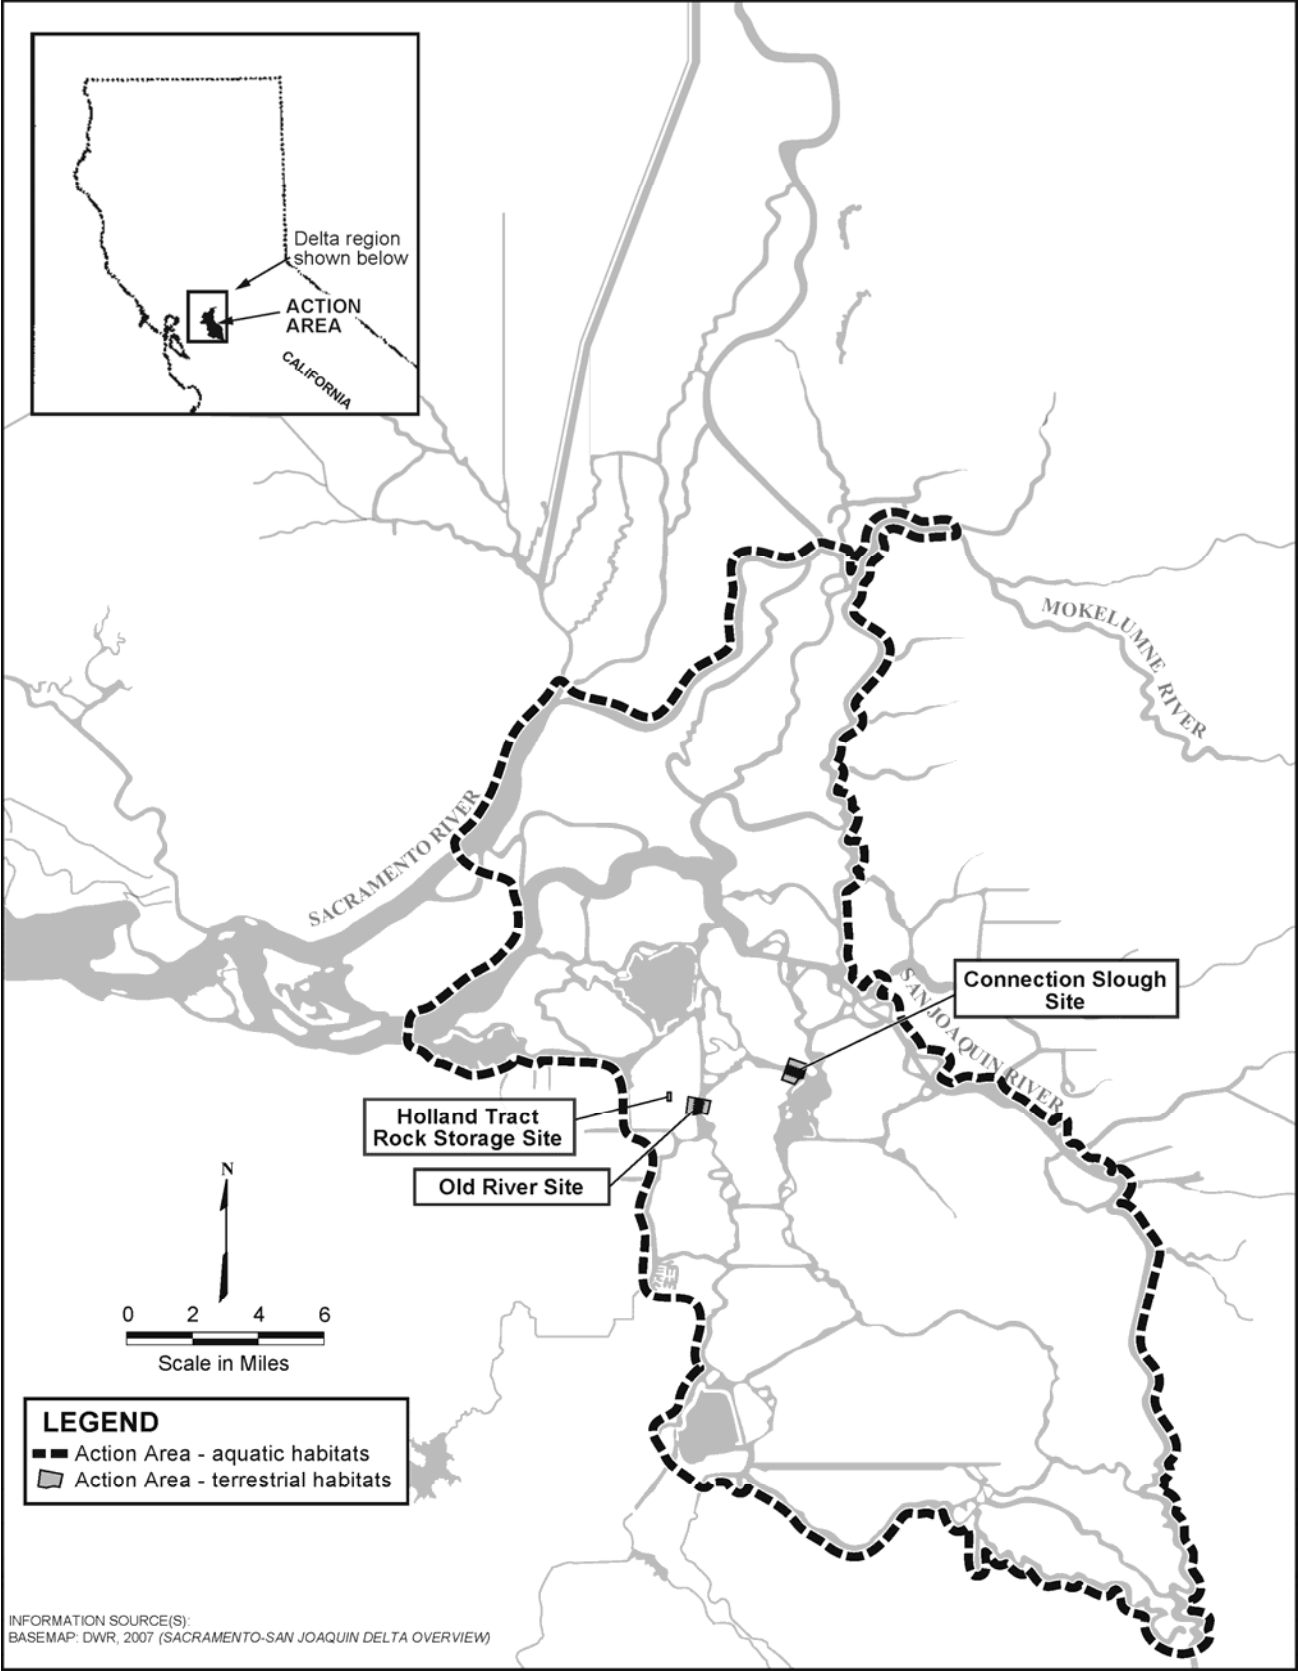 Delta region
shown below
ACTION
AREA
CALIFORNIA
MOKELUMNE RIVER
SACRAMENTO RIVER
SAN JOAQUIN RIVER
Connection Slough
Site
Holland Tract
Rock Storage Site
Old River Site
N
0 2 4 6
Scale in Miles
LEGEND
Action Area - aquatic habitats
Action Area - terrestrial habitats
INFORMATION SOURCE(S):
BASEMAP: DWR, 2007 (SACRAMENTO-SAN JOAQUIN DELTA OVERVIEW)